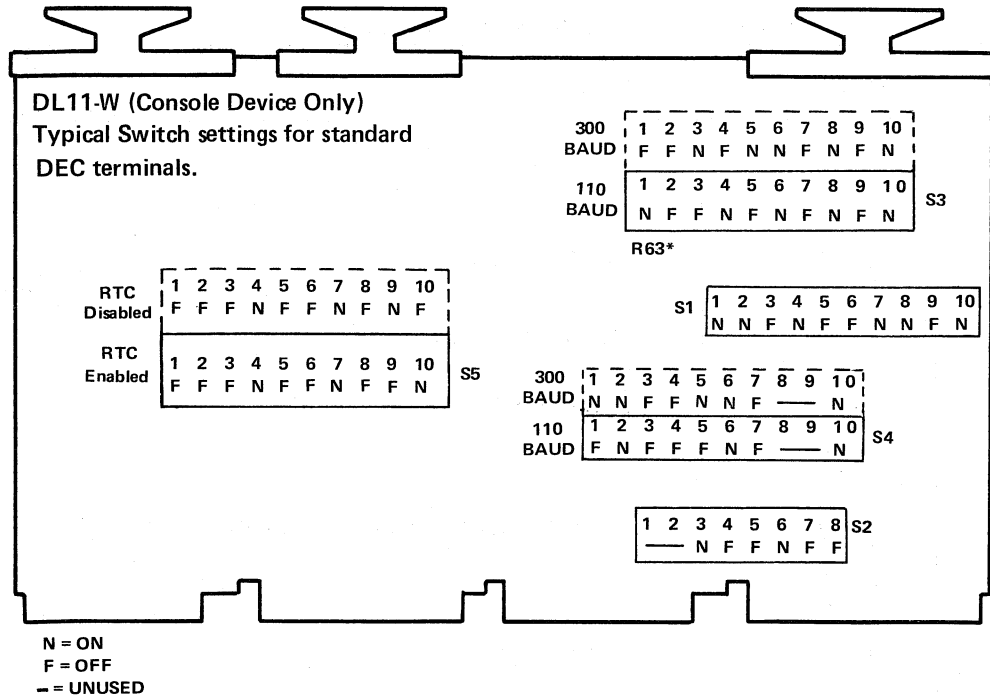 DL11-W (Console Device Only)
Typical Switch settings for standard
DEC terminals.
300 BAUD
1 2 3 4 5 6 7 8 9 10
F F N F N N F N F N
110 BAUD
1 2 3 4 5 6 7 8 9 10
N F F N F N F N F N
S3
R63*
RTC Disabled
1 2 3 4 5 6 7 8 9 10
F F F N F F N F N F
RTC Enabled
1 2 3 4 5 6 7 8 9 10
F F F N F F N F F N
S5
S1
1 2 3 4 5 6 7 8 9 10
N N F N F F N N F N
300 BAUD
1 2 3 4 5 6 7 8 9 10
N N F F N N F — N
110 BAUD
1 2 3 4 5 6 7 8 9 10
F N F F F N F — N
S4
1 2 3 4 5 6 7 8
— N F F N F F
S2
N = ON
F = OFF
– = UNUSED